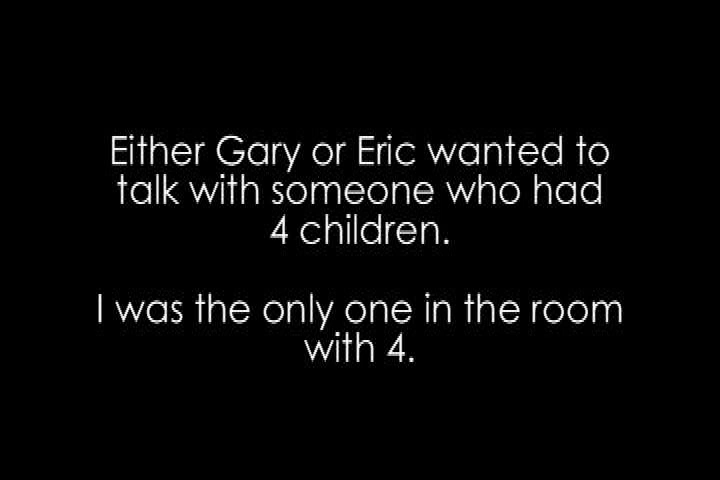 Either Gary or Eric wanted to
talk with someone who had
4 children.
I was the only one in the room
with 4.